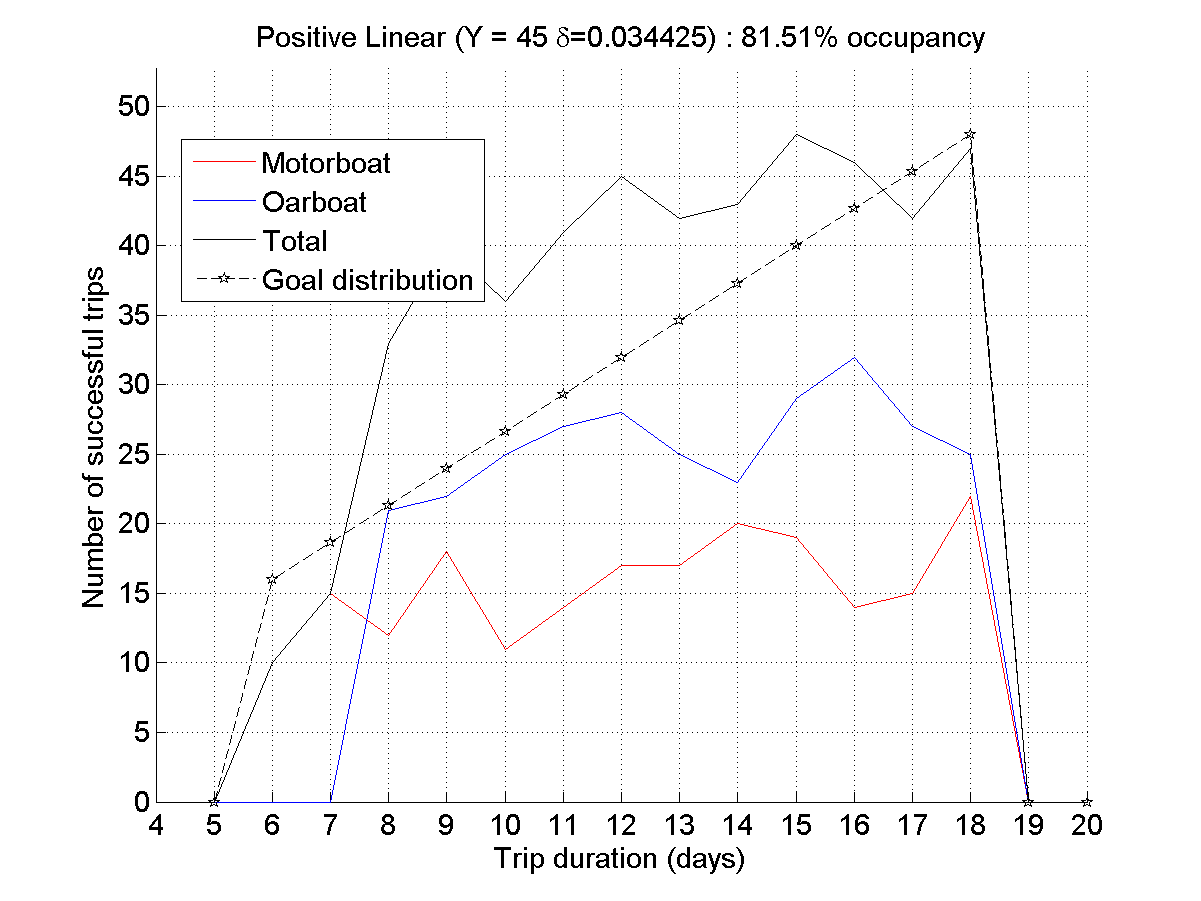 Positive Linear (Y = 45 δ=0.034425) : 81.51% occupancy
50
45
40
35
30
25
20
15
10
5
0
Number of successful trips
Motorboat
Oarboat
Total
Goal distribution
4 5 6 7 8 9 10 11 12 13 14 15 16 17 18 19 20
Trip duration (days)